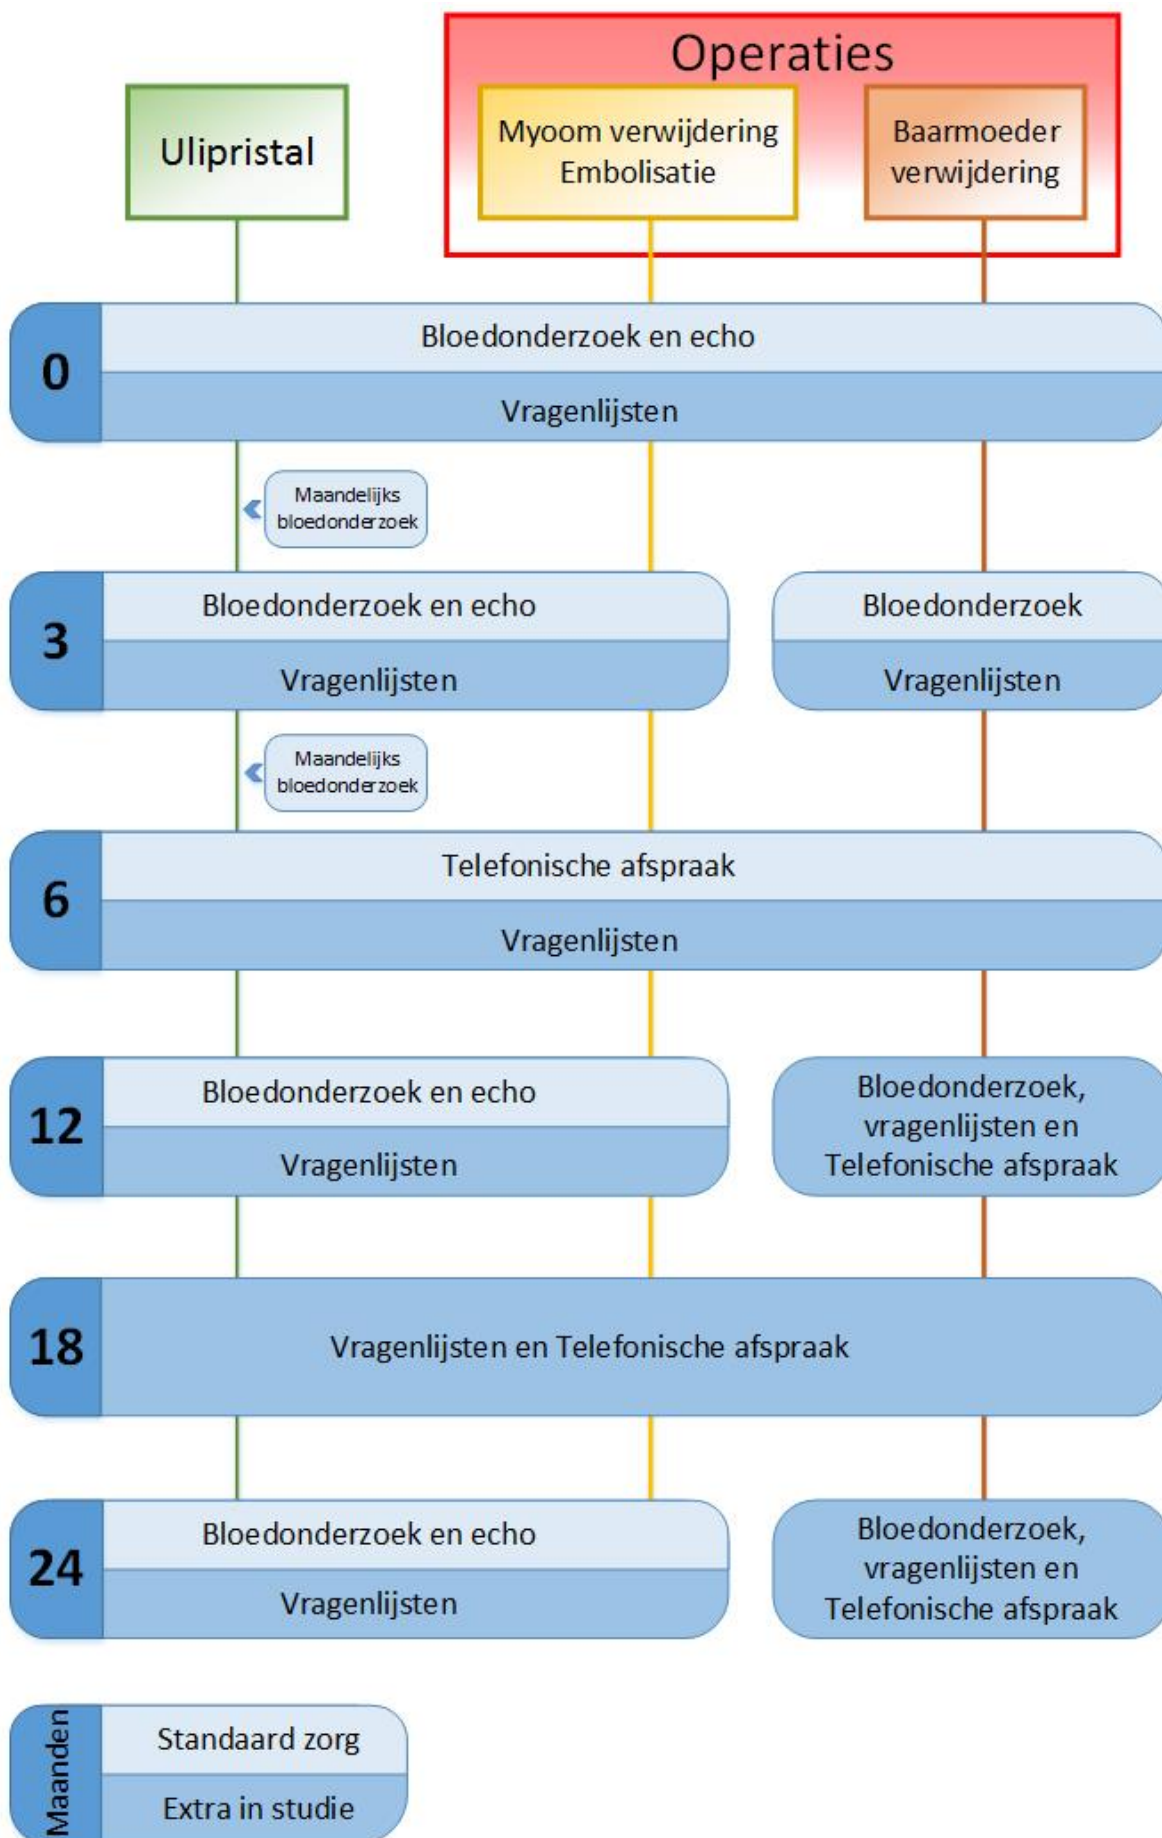 Operaties
Ulipristal
Myoom verwijdering
Embolisatie
Baarmoeder
verwijdering
0
Bloedonderzoek en echo
Vragenlijsten
Maandelijks
bloedonderzoek
3
Bloedonderzoek en echo
Vragenlijsten
Bloedonderzoek
Vragenlijsten
Maandelijks
bloedonderzoek
6
Telefonische afspraak
Vragenlijsten
12
Bloedonderzoek en echo
Vragenlijsten
Bloedonderzoek,
vragenlijsten en
Telefonische afspraak
18
Vragenlijsten en Telefonische afspraak
24
Bloedonderzoek en echo
Vragenlijsten
Bloedonderzoek,
vragenlijsten en
Telefonische afspraak
Maanden
Standaard zorg
Extra in studie